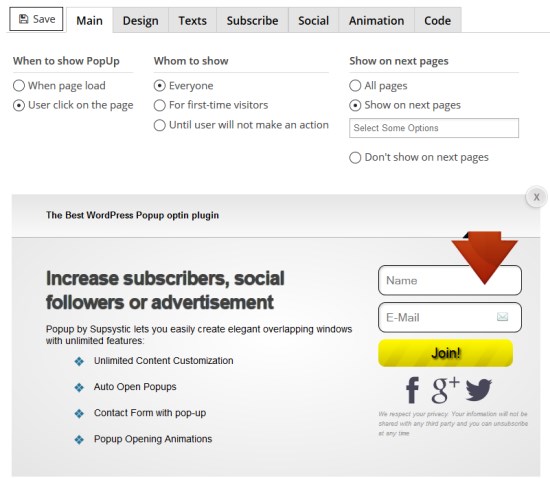 Save Main Design Texts Subscribe Social Animation Code
When to show PopUp
When page load
User click on the page
Whom to show
Everyone
For first-time visitors
Until user will not make an action
Show on next pages
All pages
Show on next pages
Select Some Options
Don't show on next pages
X
The Best WordPress Popup optin plugin
Increase subscribers, social
followers or advertisement
Popup by Supsystic lets you easily create elegant overlapping windows
with unlimited features:
Unlimited Content Customization
Auto Open Popups
Contact Form with pop-up
Popup Opening Animations
Name
E-Mail
Join!
f g+
We respect your privacy. Your information will not be
shared with any third party and you can unsubscribe
at any time